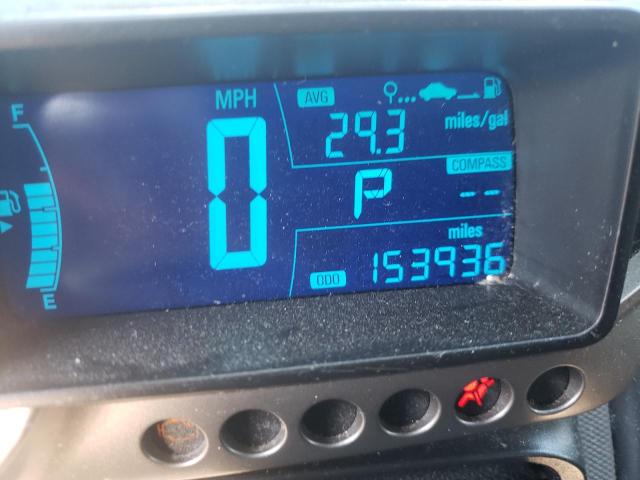 F
MPH
AVG
29.3 miles/gal
0
P
COMPASS
--
miles
ODO 153936
E